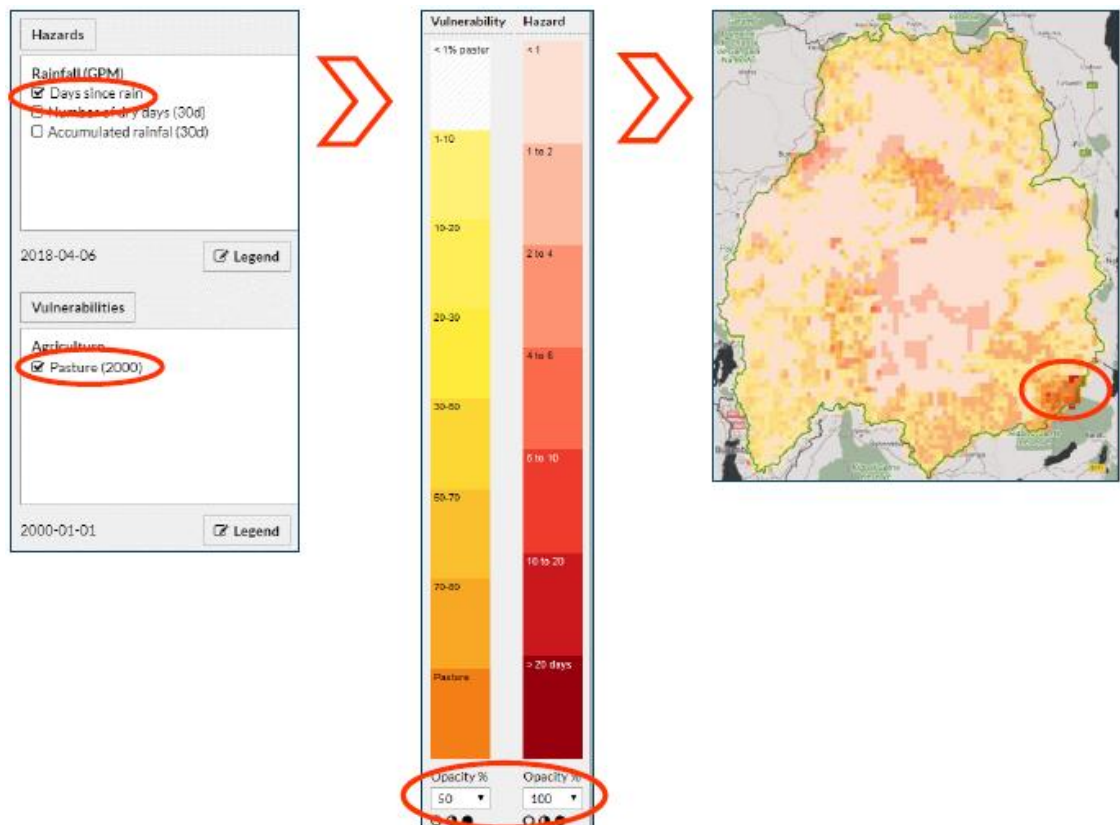 Hazards
Rainfall (GPM)
Days since rain
Number of dry days (30d)
Accumulated rainfal (30d)
2018-04-06
Legend
Vulnerabilities
Agriculture
Pasture (2000)
2000-01-01
Legend
Vulnerability Hazard
< 1% pastur < 1
1-10
1 to 2
10-20
2 to 4
20-30
4 to 6
30-50
6 to 10
50-70
10 to 20
70-80
> 20 days
Pasture
Opacity % Opacity %
50 100